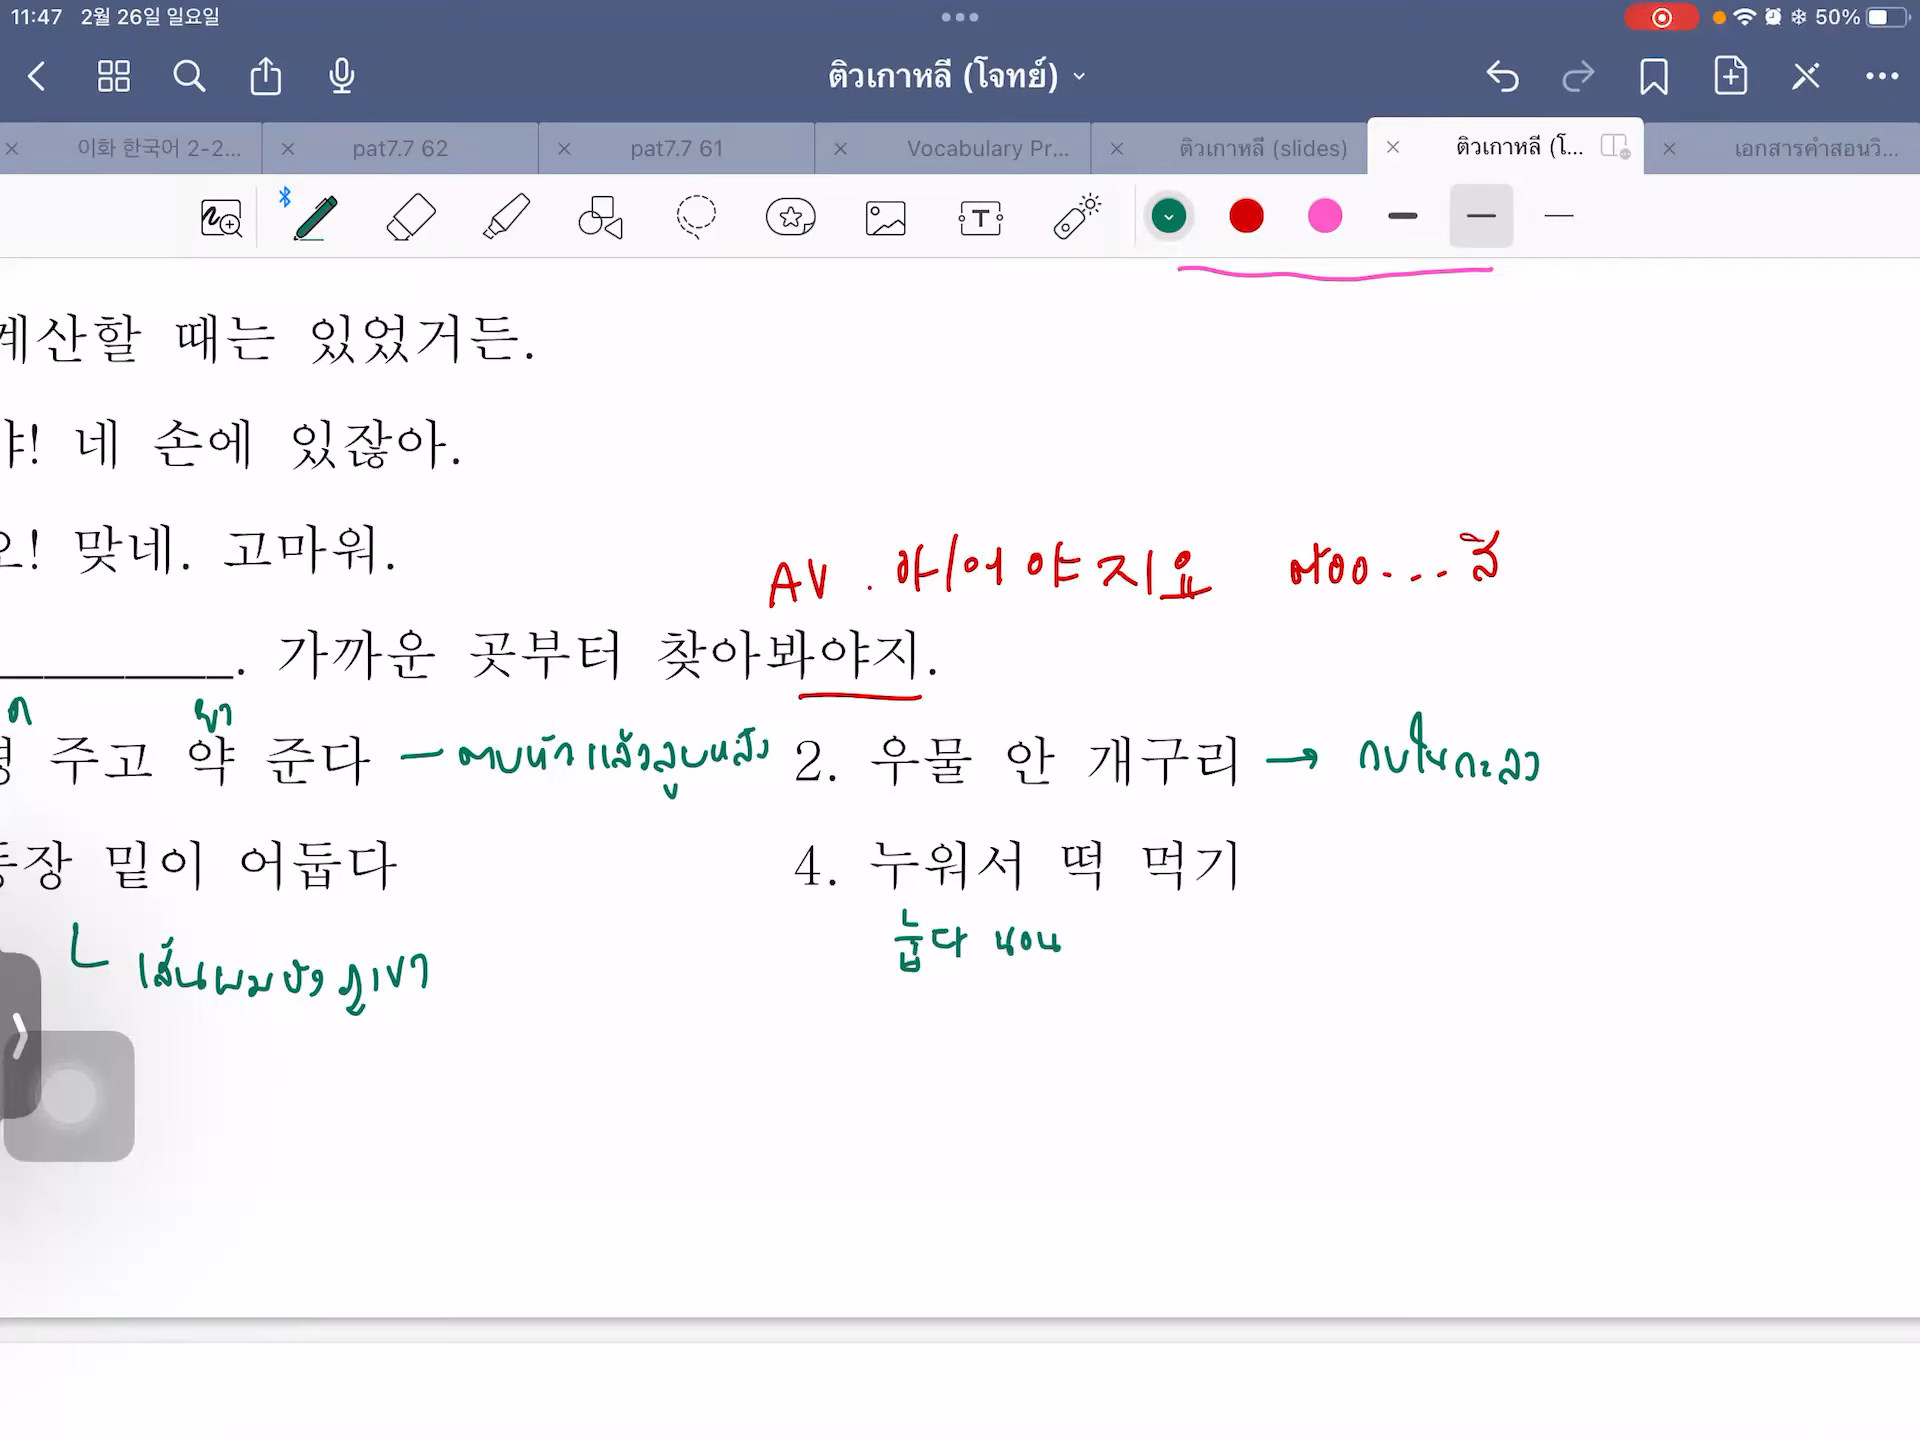 11:47 2월 26일 일요일 50%
ติวเกาหลี (โจทย์)
이화 한국어 2-2... pat7.7 62 pat7.7 61 Vocabulary Pr... ติวเกาหลี (slides) ติวเกาหลี (โ... เอกสารคำสอนวิ...
계산할 때는 있었거든.
야! 네 손에 있잖아.
오! 맞네. 고마워.
AV. 아/어야지요 ต้อง...สิ
________. 가까운 곳부터 찾아봐야지.
ยา
주고 약 준다 – ตบหัวแล้วลูบหลัง 2. 우물 안 개구리 → กบในกะลา
등장 밑이 어둡다 4. 누워서 떡 먹기
เส้นผมบังภูเขา 눕다 นอน